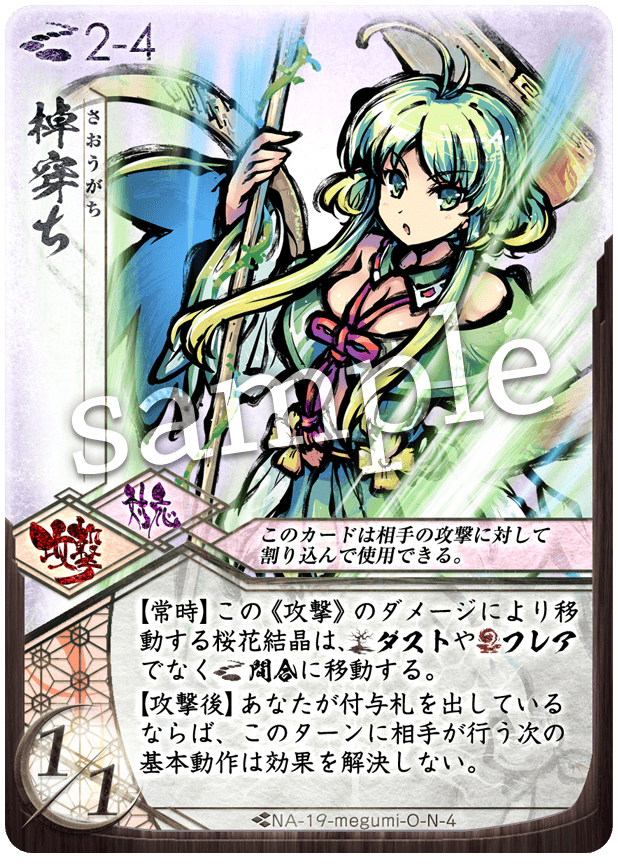 2-4
棹穿ち
さおうがち
sample
攻撃
対応
このカードは相手の攻撃に対して
割り込んで使用できる。
【常時】この《攻撃》のダメージにより移
動する桜花結晶は、ダストやフレア
でなく間合に移動する。
【攻撃後】あなたが付与札を出している
ならば、このターンに相手が行う次の
基本動作は効果を解決しない。
1/1
NA-19-megumi-O-N-4